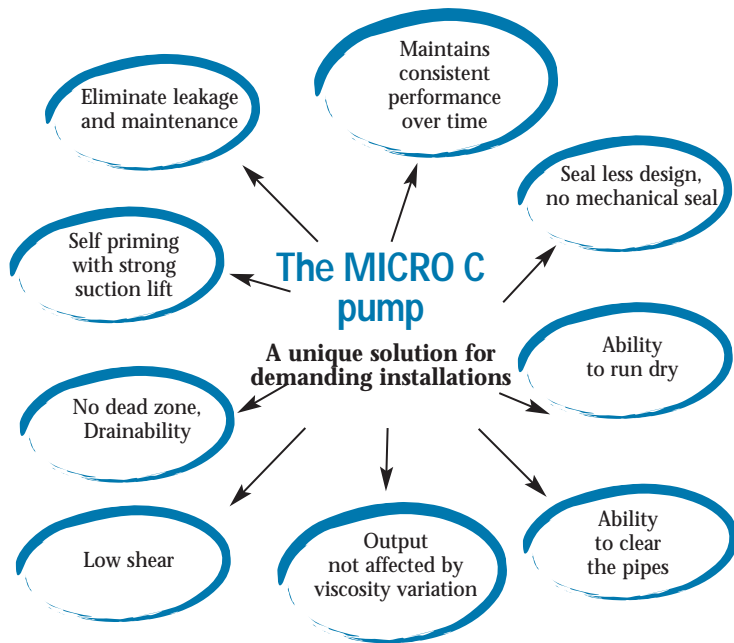 Maintains
consistent
performance
over time
Eliminate leakage
and maintenance
Seal less design,
no mechanical seal
Self priming
with strong
suction lift
The MICRO C
pump
A unique solution for
demanding installations
Ability
to run dry
No dead zone,
Drainability
Low shear
Output
not affected by
viscosity variation
Ability
to clear
the pipes